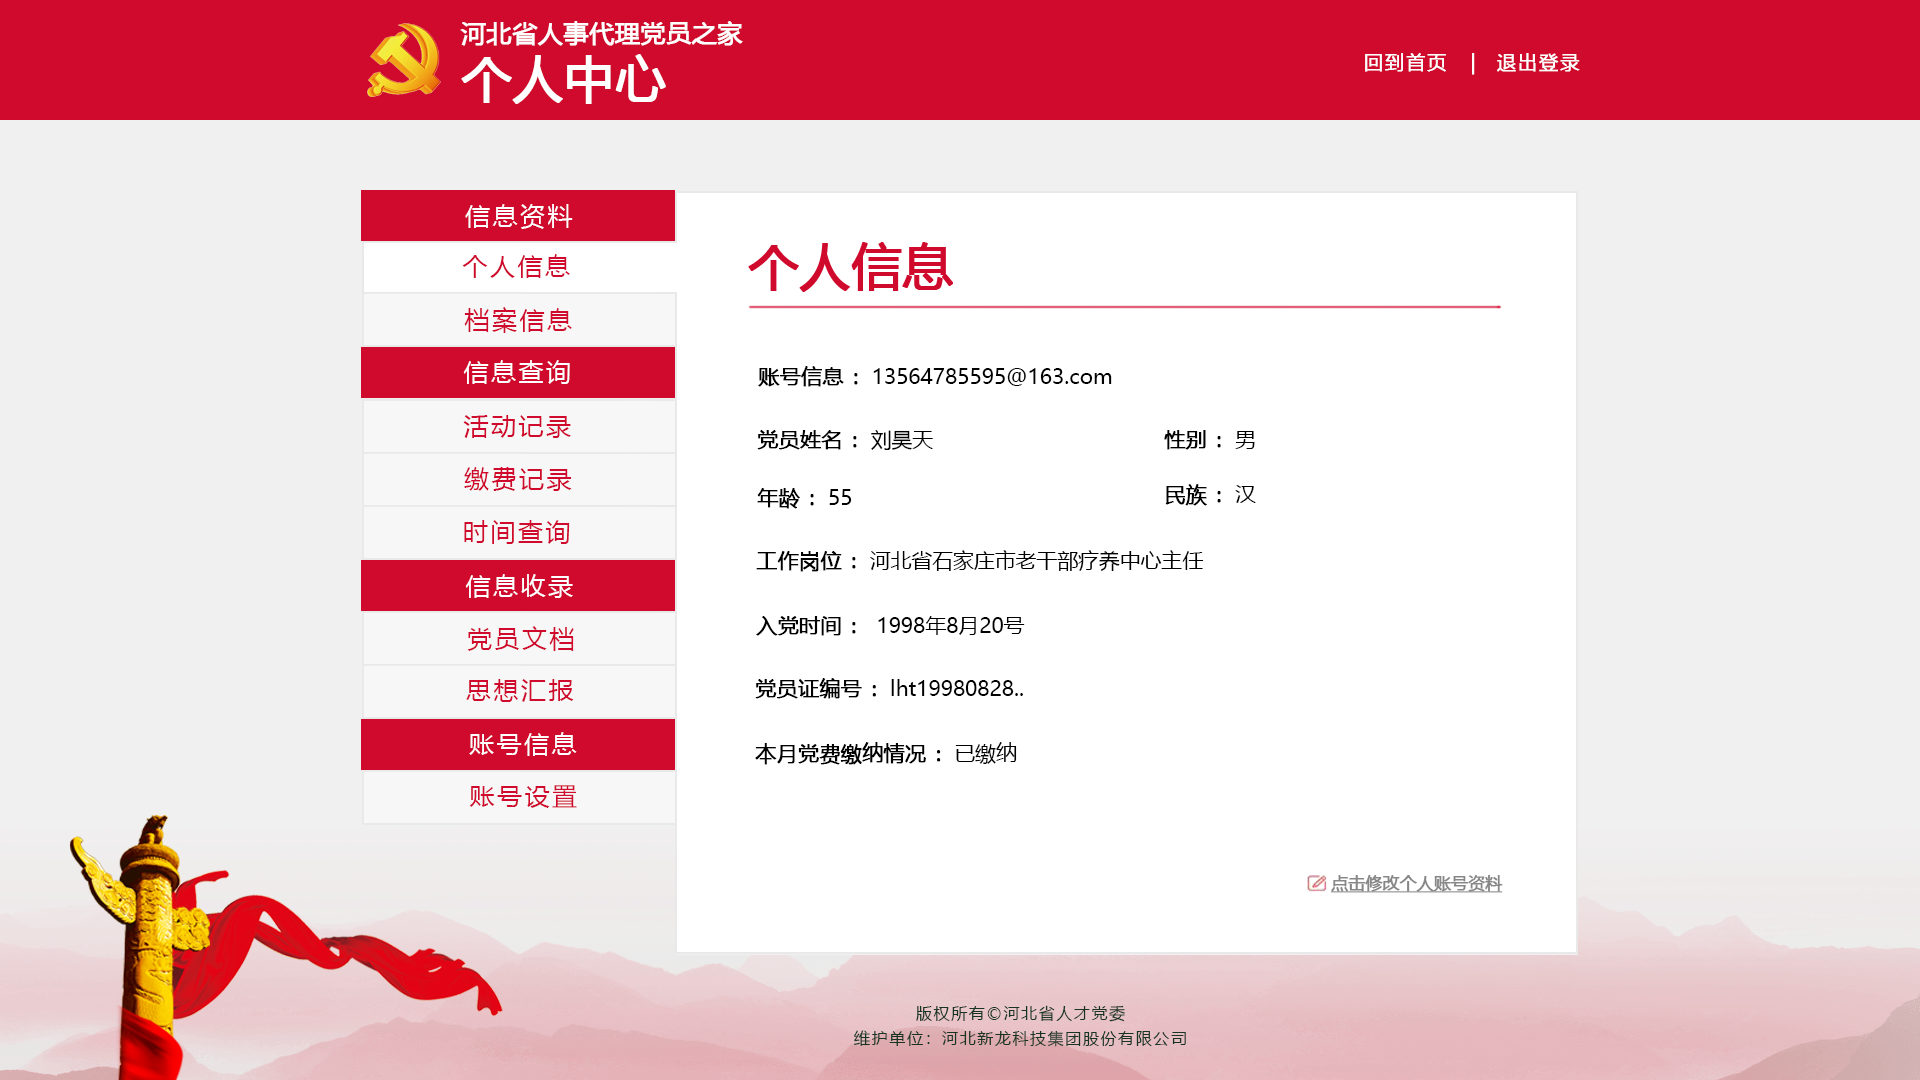 河北省人事代理党员之家
个人中心
回到首页 | 退出登录
信息资料
个人信息
档案信息
信息查询
活动记录
缴费记录
时间查询
信息收录
党员文档
思想汇报
账号信息
账号设置
个人信息
账号信息： 13564785595@163.com
党员姓名： 刘昊天
性别： 男
年龄： 55
民族： 汉
工作岗位： 河北省石家庄市老干部疗养中心主任
入党时间： 1998年8月20号
党员证编号： lht19980828..
本月党费缴纳情况： 已缴纳
点击修改个人账号资料
版权所有©河北省人才党委
维护单位：河北新龙科技集团股份有限公司